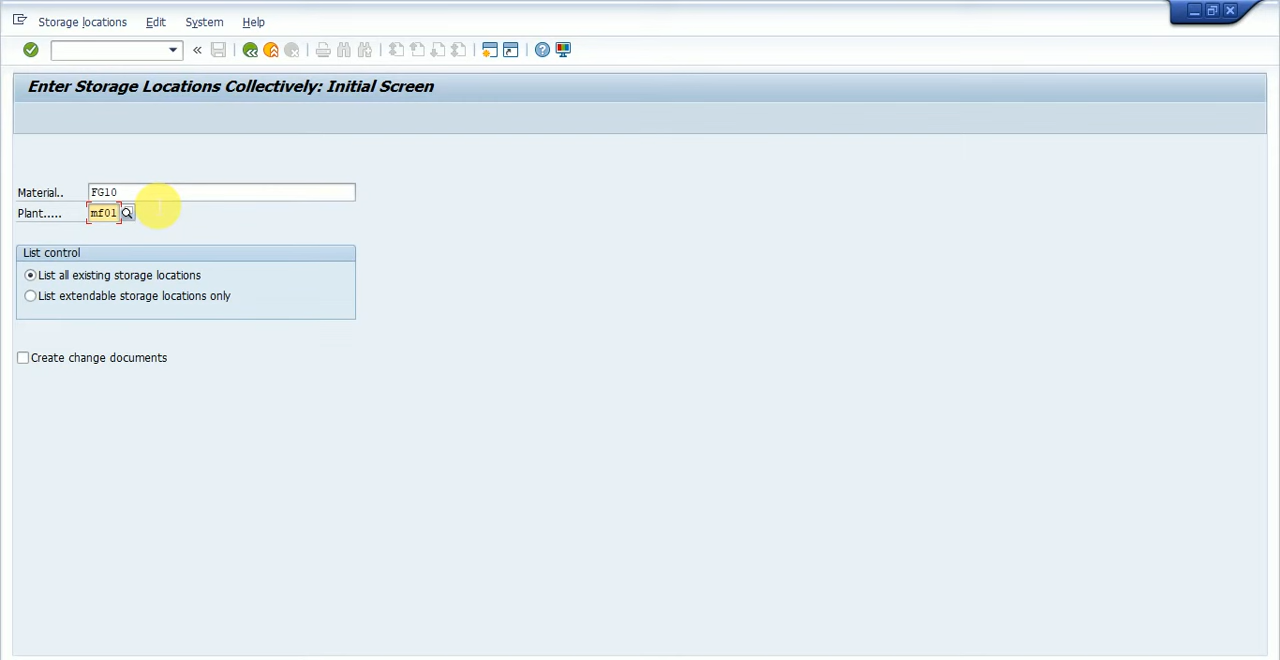 Storage locations Edit System Help
«
Enter Storage Locations Collectively: Initial Screen
Material.. FG10
Plant..... mf01
List control
List all existing storage locations
List extendable storage locations only
Create change documents